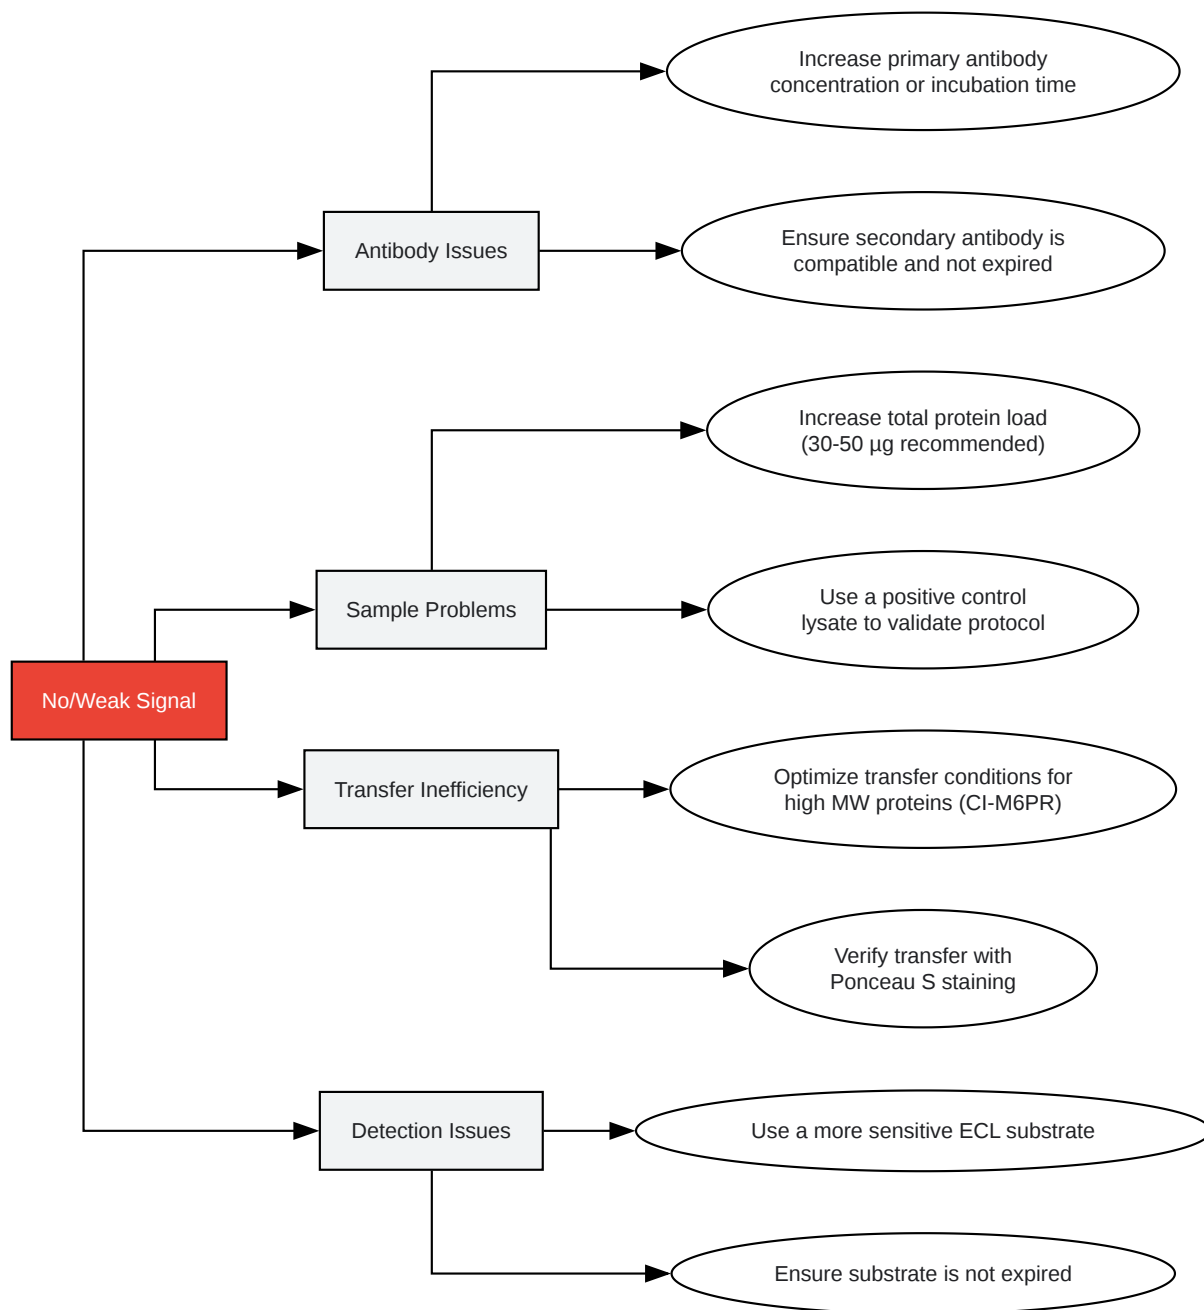 Increase primary antibody
concentration or incubation time
Antibody Issues
Ensure secondary antibody is
compatible and not expired
Increase total protein load
(30-50 µg recommended)
Sample Problems
Use a positive control
lysate to validate protocol
No/Weak Signal
Transfer Inefficiency
Optimize transfer conditions for
high MW proteins (CI-M6PR)
Verify transfer with
Ponceau S staining
Detection Issues
Use a more sensitive ECL substrate
Ensure substrate is not expired